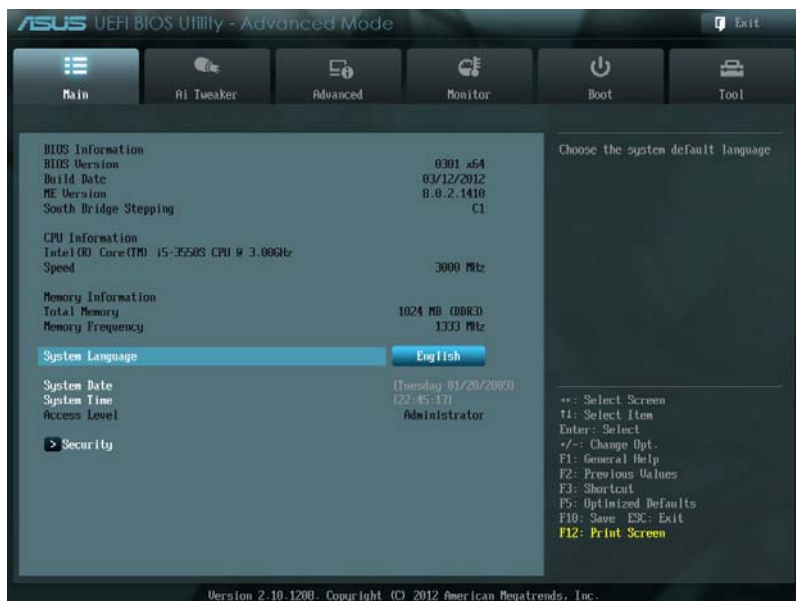 ASUS UEFI BIOS Utility - Advanced Mode
Exit
Main
Ai Tweaker
Advanced
Monitor
Boot
Tool
BIOS Information
BIOS Version 0301 x64
Build Date 03/12/2012
ME Version 8.0.2.1410
South Bridge Stepping C1
CPU Information
Intel(R) Core(TM) i5-3550S CPU @ 3.00GHz
Speed 3000 MHz
Memory Information
Total Memory 1024 MB (DDR3)
Memory Frequency 1333 MHz
System Language English
System Date [Tuesday 01/20/2009]
System Time [22:45:17]
Access Level Administrator
> Security
Choose the system default language
↔: Select Screen
↑↓: Select Item
Enter: Select
+/-: Change Opt.
F1: General Help
F2: Previous Values
F3: Shortcut
F5: Optimized Defaults
F10: Save ESC: Exit
F12: Print Screen
Version 2.10.1208. Copyright (C) 2012 American Megatrends, Inc.